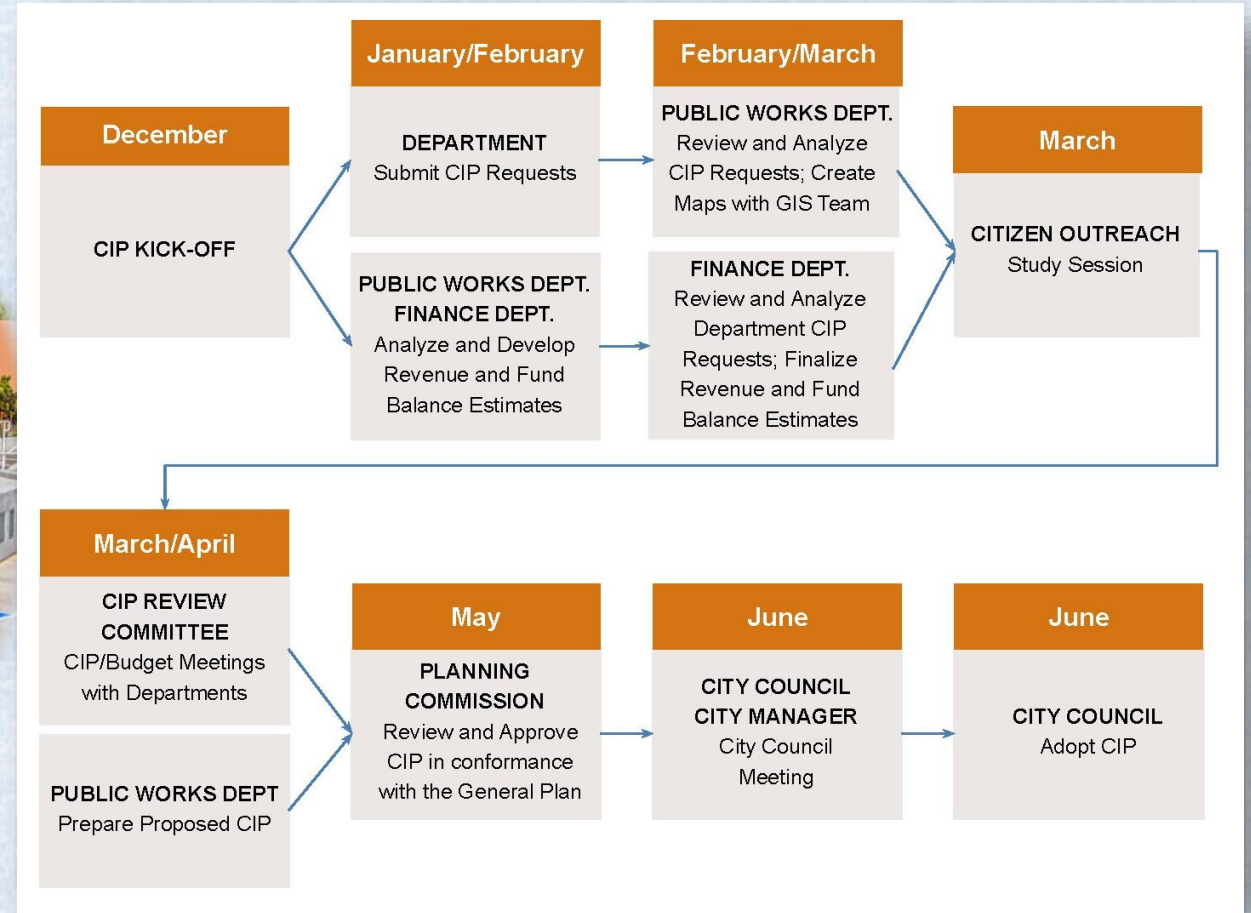 December
CIP KICK-OFF
January/February
DEPARTMENT
Submit CIP Requests
PUBLIC WORKS DEPT.
FINANCE DEPT.
Analyze and Develop
Revenue and Fund
Balance Estimates
February/March
PUBLIC WORKS DEPT.
Review and Analyze
CIP Requests; Create
Maps with GIS Team
FINANCE DEPT.
Review and Analyze
Department CIP
Requests; Finalize
Revenue and Fund
Balance Estimates
March
CITIZEN OUTREACH
Study Session
March/April
CIP REVIEW
COMMITTEE
CIP/Budget Meetings
with Departments
PUBLIC WORKS DEPT
Prepare Proposed CIP
May
PLANNING
COMMISSION
Review and Approve
CIP in conformance
with the General Plan
June
CITY COUNCIL
CITY MANAGER
City Council
Meeting
June
CITY COUNCIL
Adopt CIP